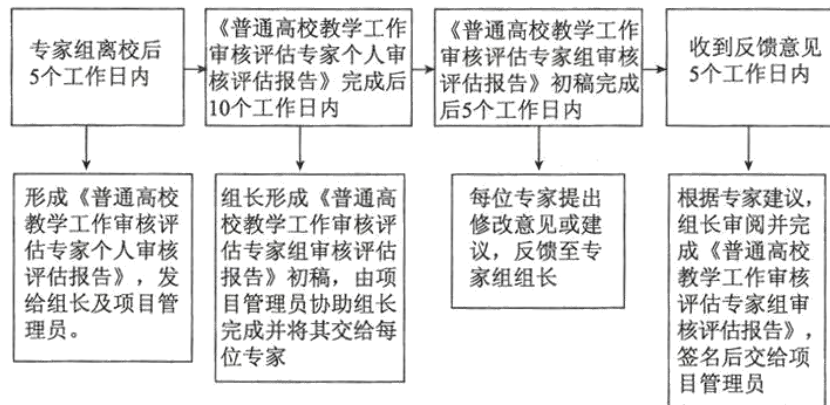 专家组离校后
5个工作日内
《普通高校教学工作
审核评估专家个人审
核评估报告》完成后
10个工作日内
《普通高校教学工作
审核评估专家组审核
评估报告》初稿完成
后5个工作日内
收到反馈意见
5个工作日内
形成《普通高校
教学工作审核评
估专家个人审核
评估报告》，发
给组长及项目管
理员。
组长形成《普通高
校教学工作审核评
估专家组审核评估
报告》初稿，由项
目管理员协助组长
完成并将其交给每
位专家
每位专家提出
修改意见或建
议，反馈至专
家组组长
根据专家建议，
组长审阅并完
成《普通高校
教学工作审核
评估专家组审
核评估报告》，
签名后交给项
目管理员